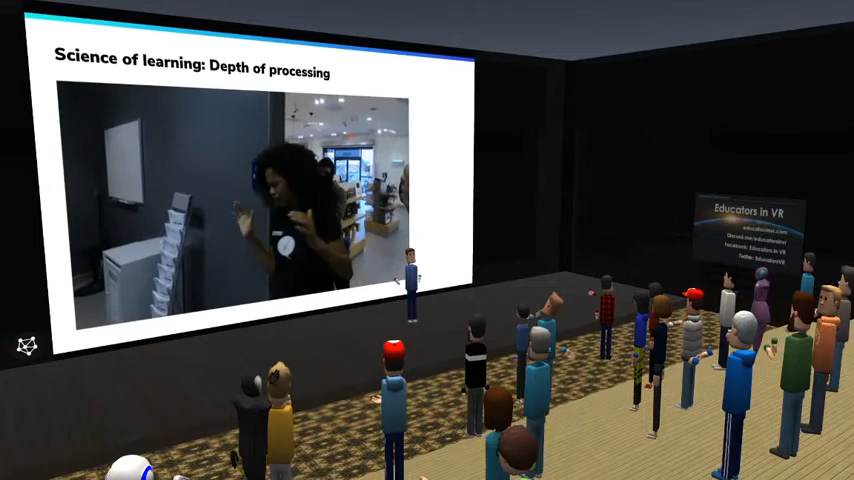 Science of learning: Depth of processing
Educators in VR
educatorsinvr.com
Discord.me/educatorsinvr
Facebook: Educators in VR
Twitter: EducatorsVR